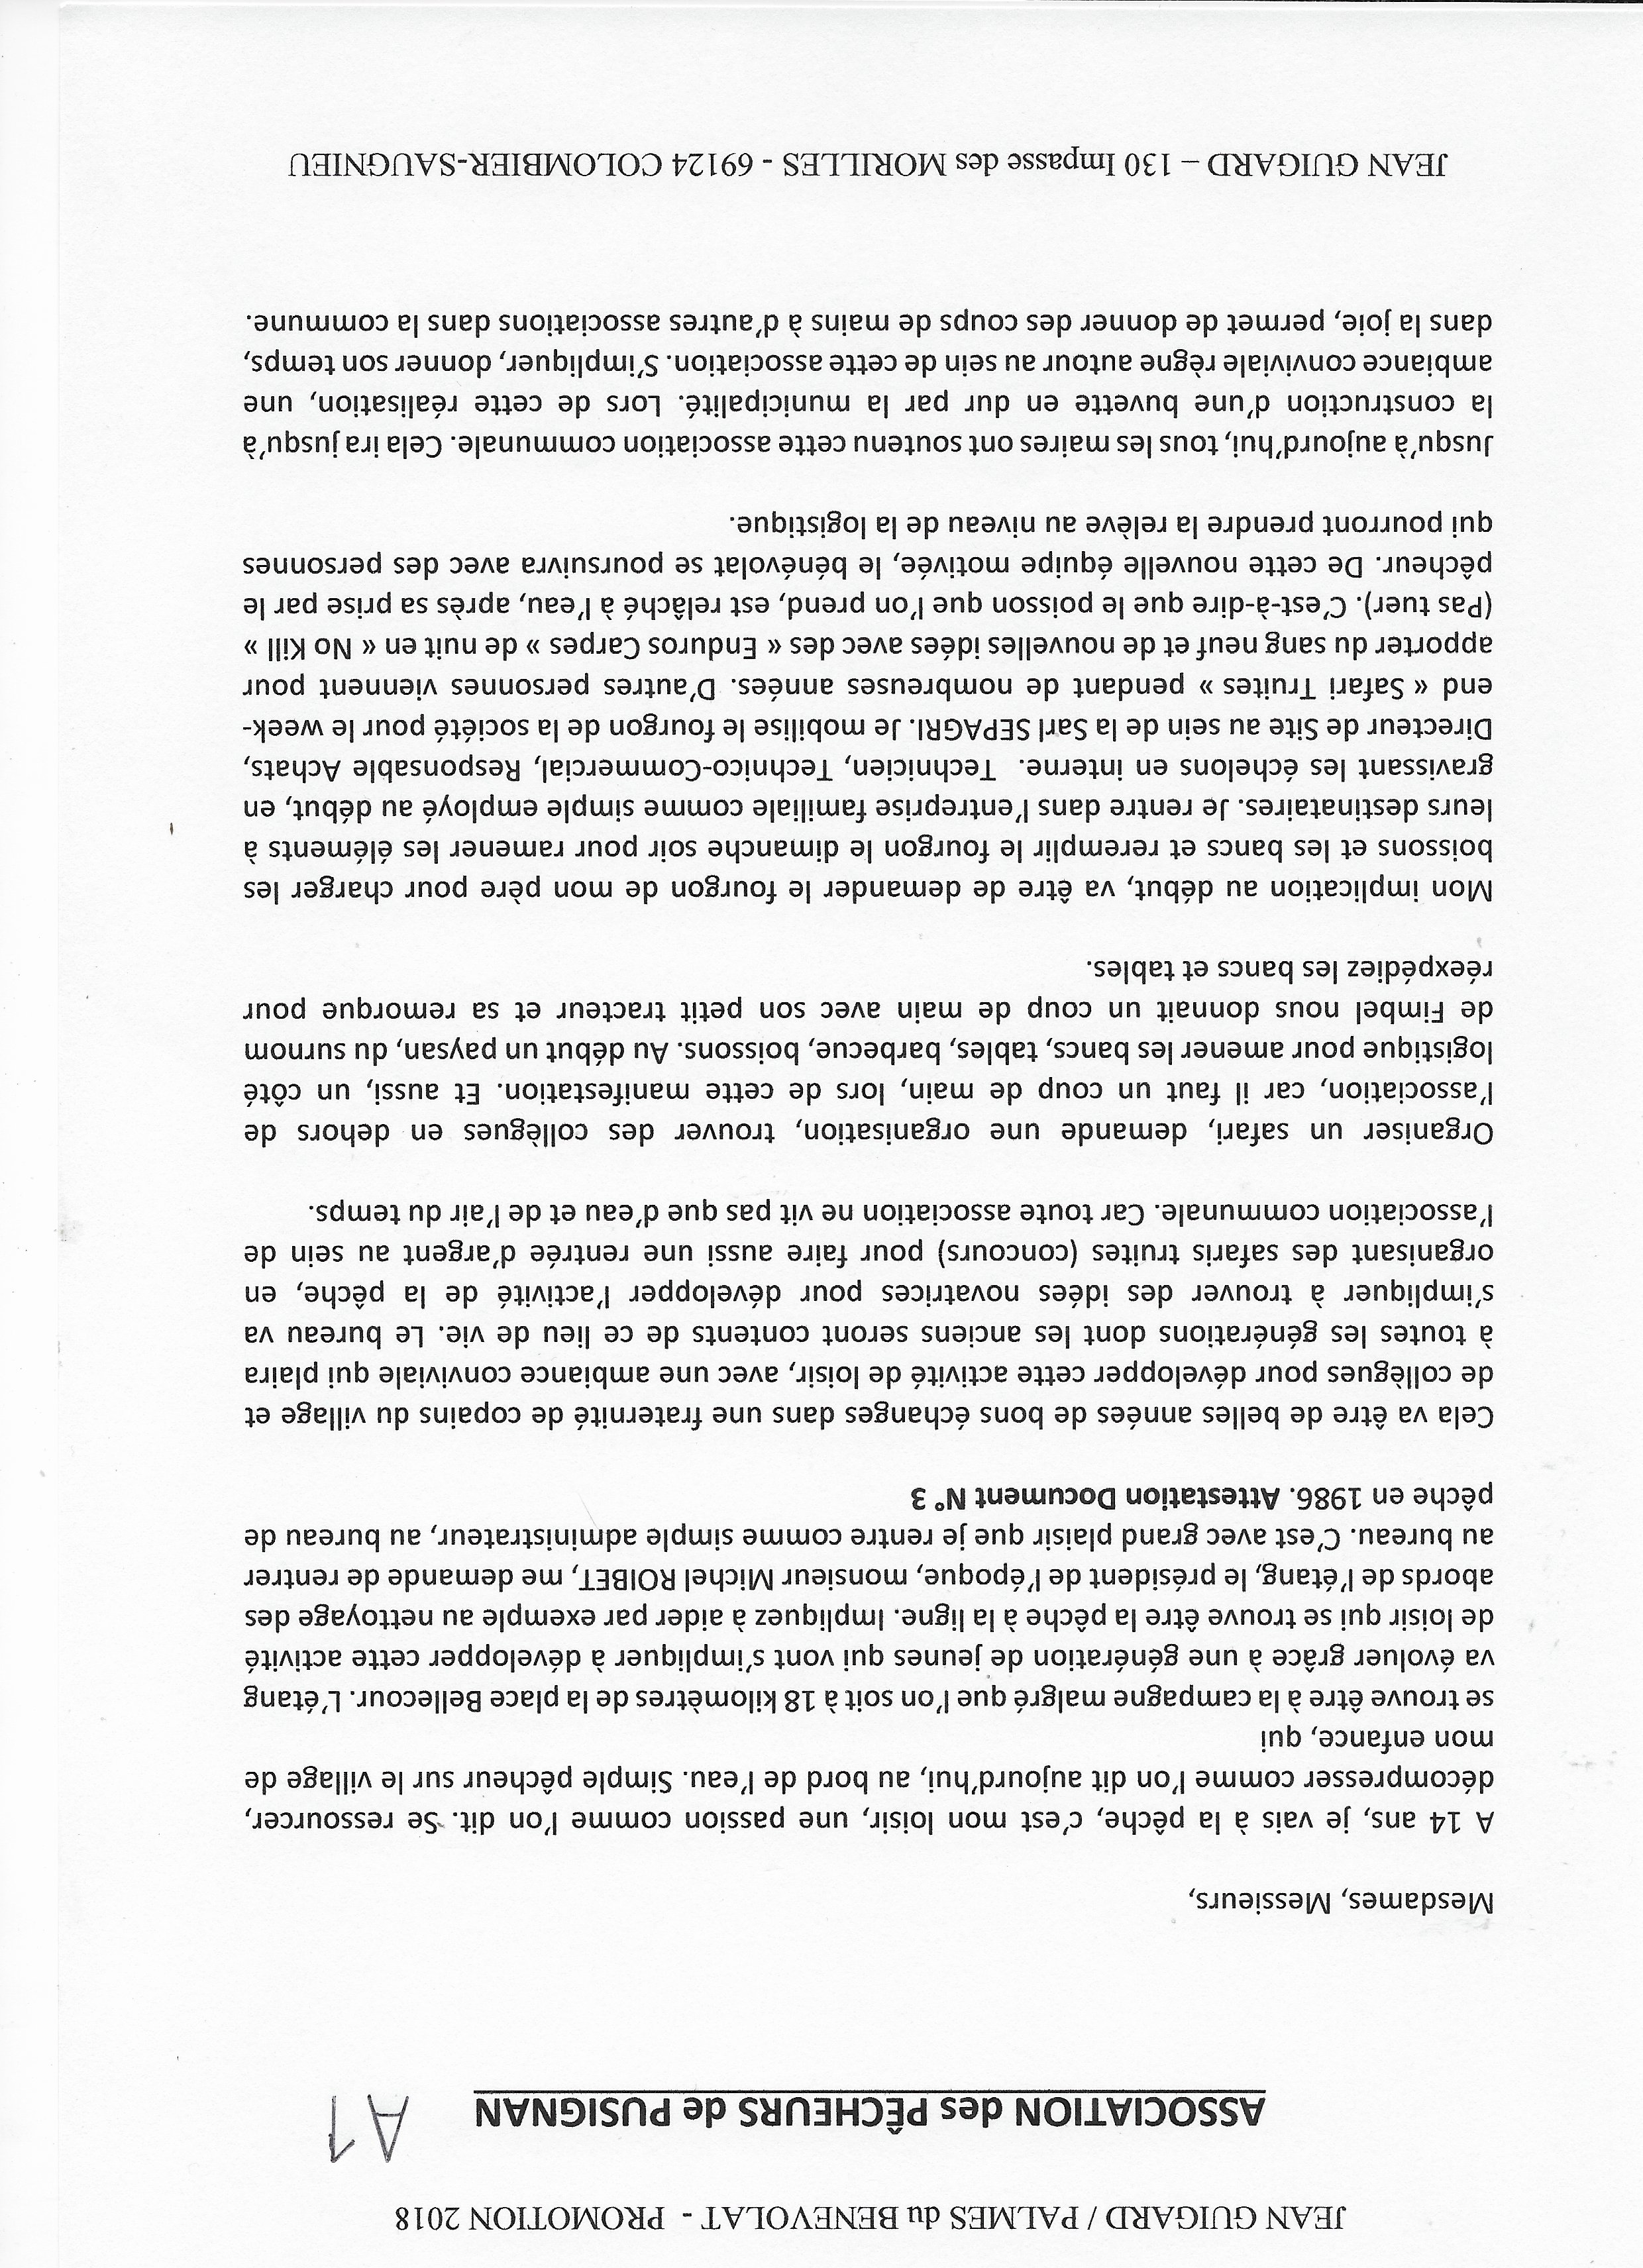 JEAN GUIGARD / PALMES du BENEVOLAT - PROMOTION 2018
ASSOCIATION des PÊCHEURS de PUSIGNAN
A1
Mesdames, Messieurs,
A 14 ans, je vais à la pêche, c'est mon loisir, une passion comme l'on dit. Se ressourcer,
décompresser comme l'on dit aujourd'hui, au bord de l'eau. Simple pêcheur sur le village de
mon enfance, qui
se trouve être à la campagne malgré que l'on soit à 18 kilomètres de la place Bellecour. L'étang
va évoluer grâce à une génération de jeunes qui vont s'impliquer à développer cette activité
de loisir qui se trouve être la pêche à la ligne. Impliquez à aider par exemple au nettoyage des
abords de l'étang, le président de l'époque, monsieur Michel ROIBET, me demande de rentrer
au bureau. C'est avec grand plaisir que je rentre comme simple administrateur, au bureau de
pêche en 1986. Attestation Document N° 3
Cela va être de belles années de bons échanges dans une fraternité de copains du village et
de collègues pour développer cette activité de loisir, avec une ambiance conviviale qui plaira
à toutes les générations dont les anciens seront contents de ce lieu de vie. Le bureau va
s'impliquer à trouver des idées novatrices pour développer l'activité de la pêche, en
organisant des safaris truites (concours) pour faire aussi une rentrée d'argent au sein de
l'association communale. Car toute association ne vit pas que d'eau et de l'air du temps.
Organiser un safari, demande une organisation, trouver des collègues en dehors de
l'association, car il faut un coup de main, lors de cette manifestation. Et aussi, un côté
logistique pour amener les bancs, tables, barbecue, boissons. Au début un paysan, du surnom
de Fimbel nous donnait un coup de main avec son petit tracteur et sa remorque pour
réexpédiez les bancs et tables.
Mon implication au début, va être de demander le fourgon de mon père pour charger les
boissons et les bancs et reremplir le fourgon le dimanche soir pour ramener les éléments à
leurs destinataires. Je rentre dans l'entreprise familiale comme simple employé au début, en
gravissant les échelons en interne. Technicien, Technico-Commercial, Responsable Achats,
Directeur de Site au sein de la Sarl SEPAGRI. Je mobilise le fourgon de la société pour le week-
end « Safari Truites » pendant de nombreuses années. D'autres personnes viennent pour
apporter du sang neuf et de nouvelles idées avec des « Enduros Carpes » de nuit en « No Kill »
(Pas tuer). C'est-à-dire que le poisson que l'on prend, est relâché à l'eau, après sa prise par le
pêcheur. De cette nouvelle équipe motivée, le bénévolat se poursuivra avec des personnes
qui pourront prendre la relève au niveau de la logistique.
Jusqu'à aujourd'hui, tous les maires ont soutenu cette association communale. Cela ira jusqu'à
la construction d'une buvette en dur par la municipalité. Lors de cette réalisation, une
ambiance conviviale règne autour au sein de cette association. S'impliquer, donner son temps,
dans la joie, permet de donner des coups de mains à d'autres associations dans la commune.
JEAN GUIGARD – 130 Impasse des MORILLES - 69124 COLOMBIER-SAUGNIEU